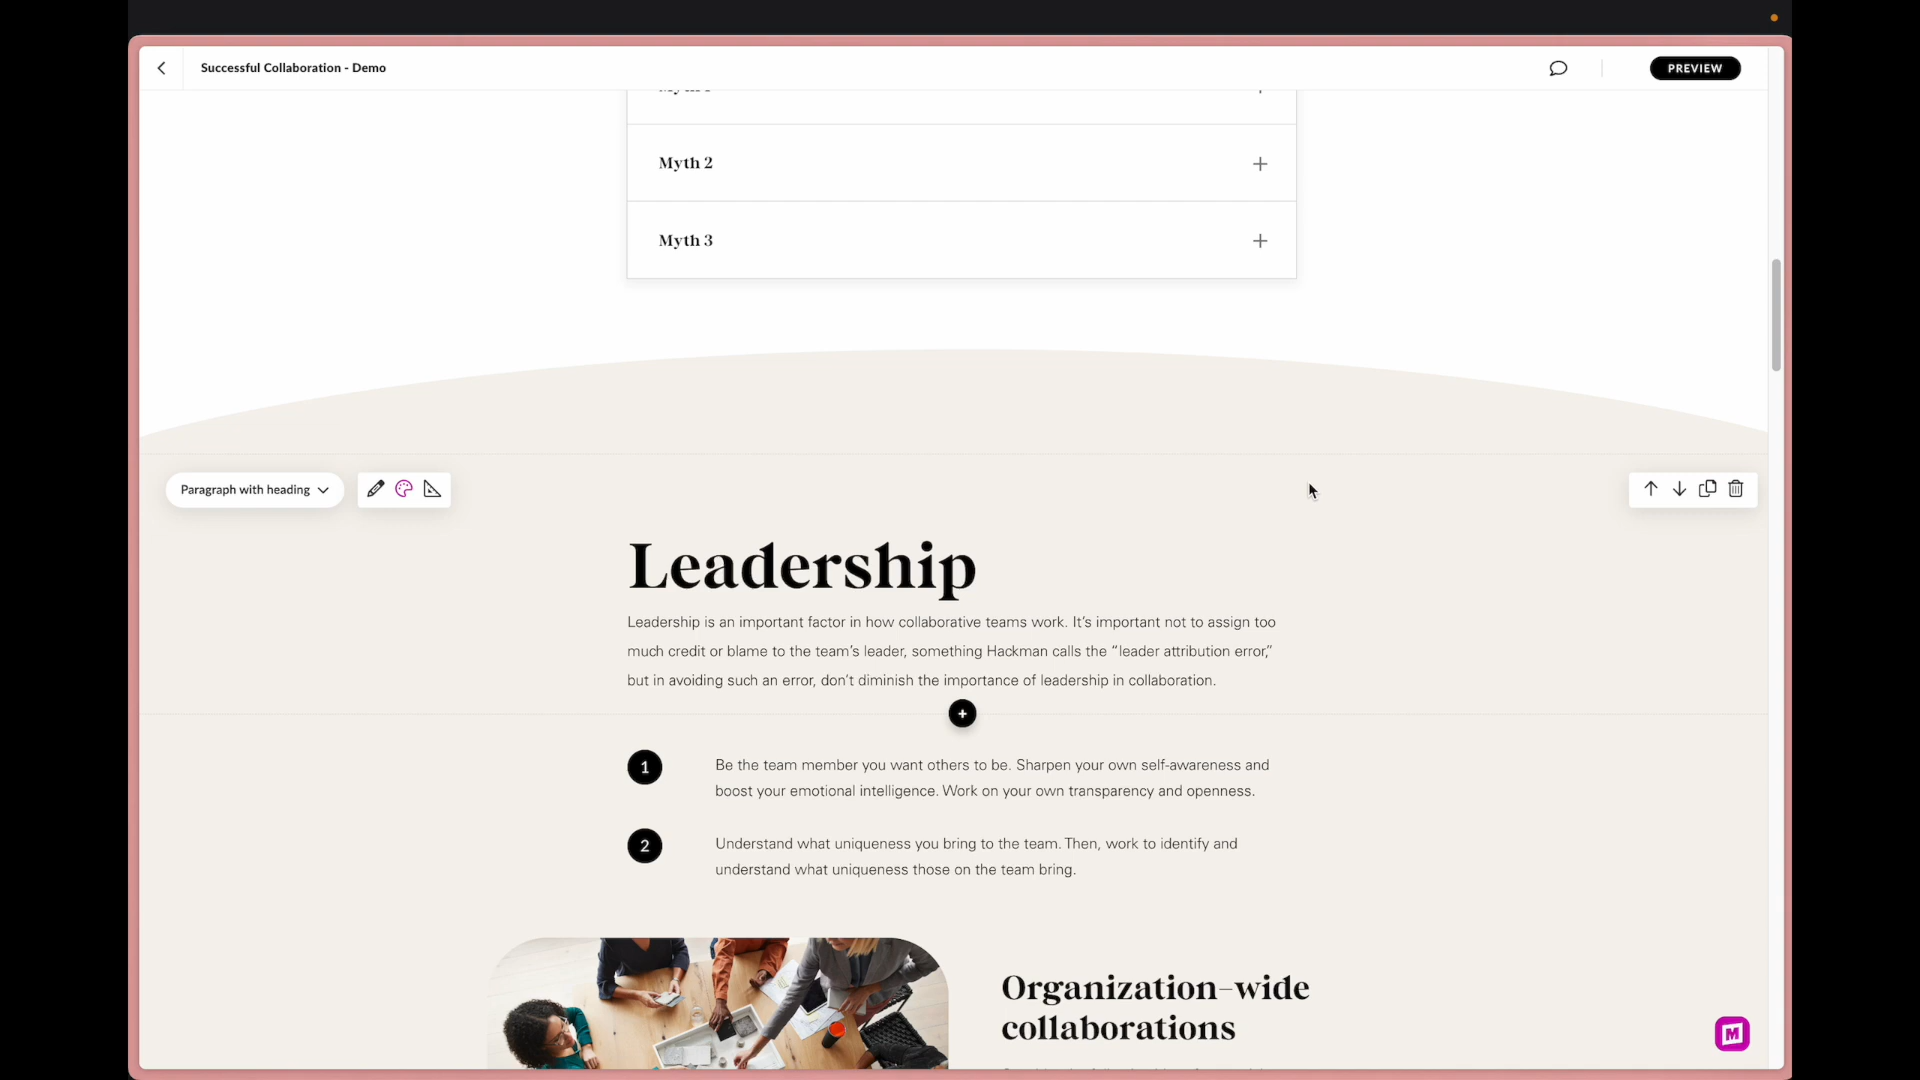 Successful Collaboration - Demo
PREVIEW
Myth 2
Myth 3
Paragraph with heading
Leadership
Leadership is an important factor in how collaborative teams work. It’s important not to assign too
much credit or blame to the team’s leader, something Hackman calls the “leader attribution error,”
but in avoiding such an error, don’t diminish the importance of leadership in collaboration.
1
Be the team member you want others to be. Sharpen your own self-awareness and
boost your emotional intelligence. Work on your own transparency and openness.
2
Understand what uniqueness you bring to the team. Then, work to identify and
understand what uniqueness those on the team bring.
Organization-wide
collaborations